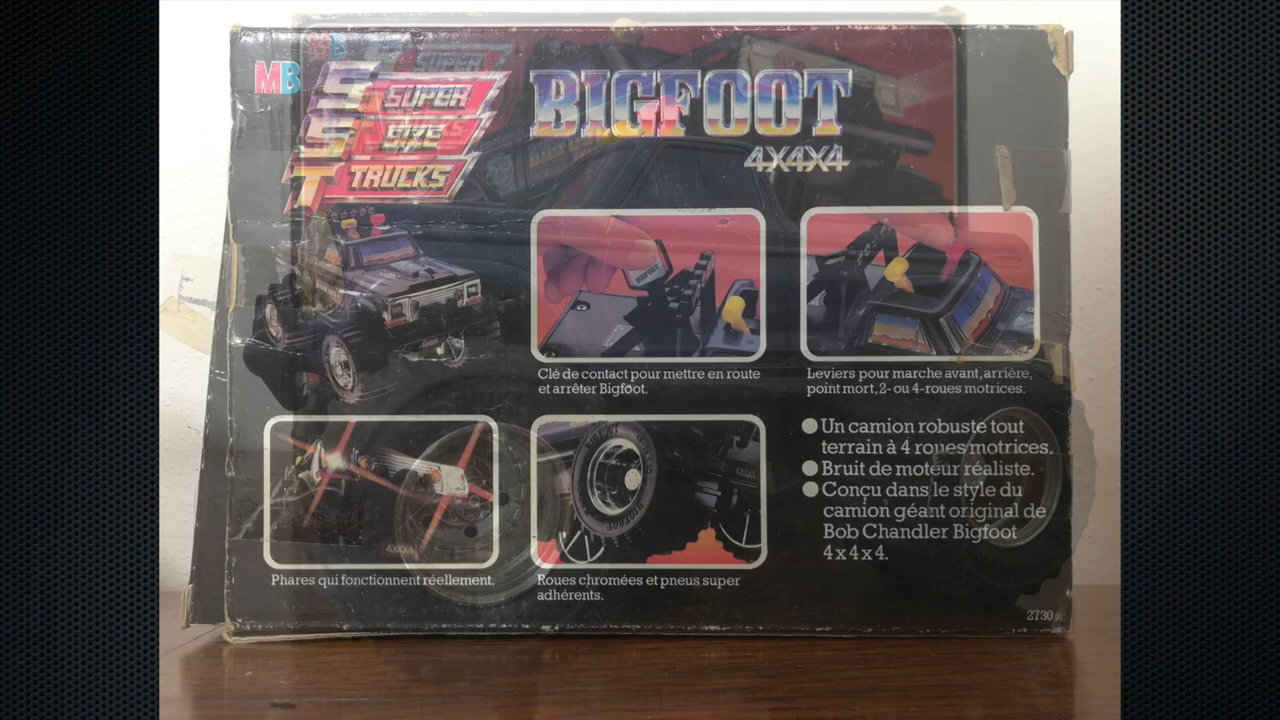 MB
SUPER
SIZE
TRUCKS
BIGFOOT
4X4X4
Clé de contact pour mettre en route
et arrêter Bigfoot.
Leviers pour marche avant, arrière,
point mort, 2- ou 4-roues motrices.
Phares qui fonctionnent réellement.
Roues chromées et pneus super
adhérents.
● Un camion robuste tout
terrain à 4 roues motrices.
● Bruit de moteur réaliste.
● Conçu dans le style du
camion géant original de
Bob Chandler Bigfoot
4 x 4 x 4.
2730